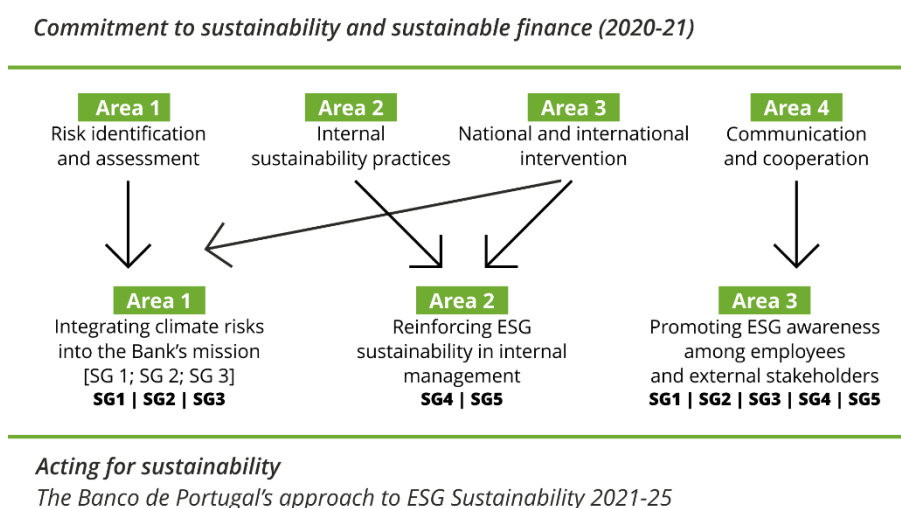 Commitment to sustainability and sustainable finance (2020-21)
Area 1
Risk identification
and assessment
Area 2
Internal
sustainability practices
Area 3
National and international
intervention
Area 4
Communication
and cooperation
Area 1
Integrating climate risks
into the Bank's mission
[SG 1; SG 2; SG 3]
SG1 | SG2 | SG3
Area 2
Reinforcing ESG
sustainability in internal
management
SG4 | SG5
Area 3
Promoting ESG awareness
among employees
and external stakeholders
SG1 | SG2 | SG3 | SG4 | SG5
Acting for sustainability
The Banco de Portugal's approach to ESG Sustainability 2021-25